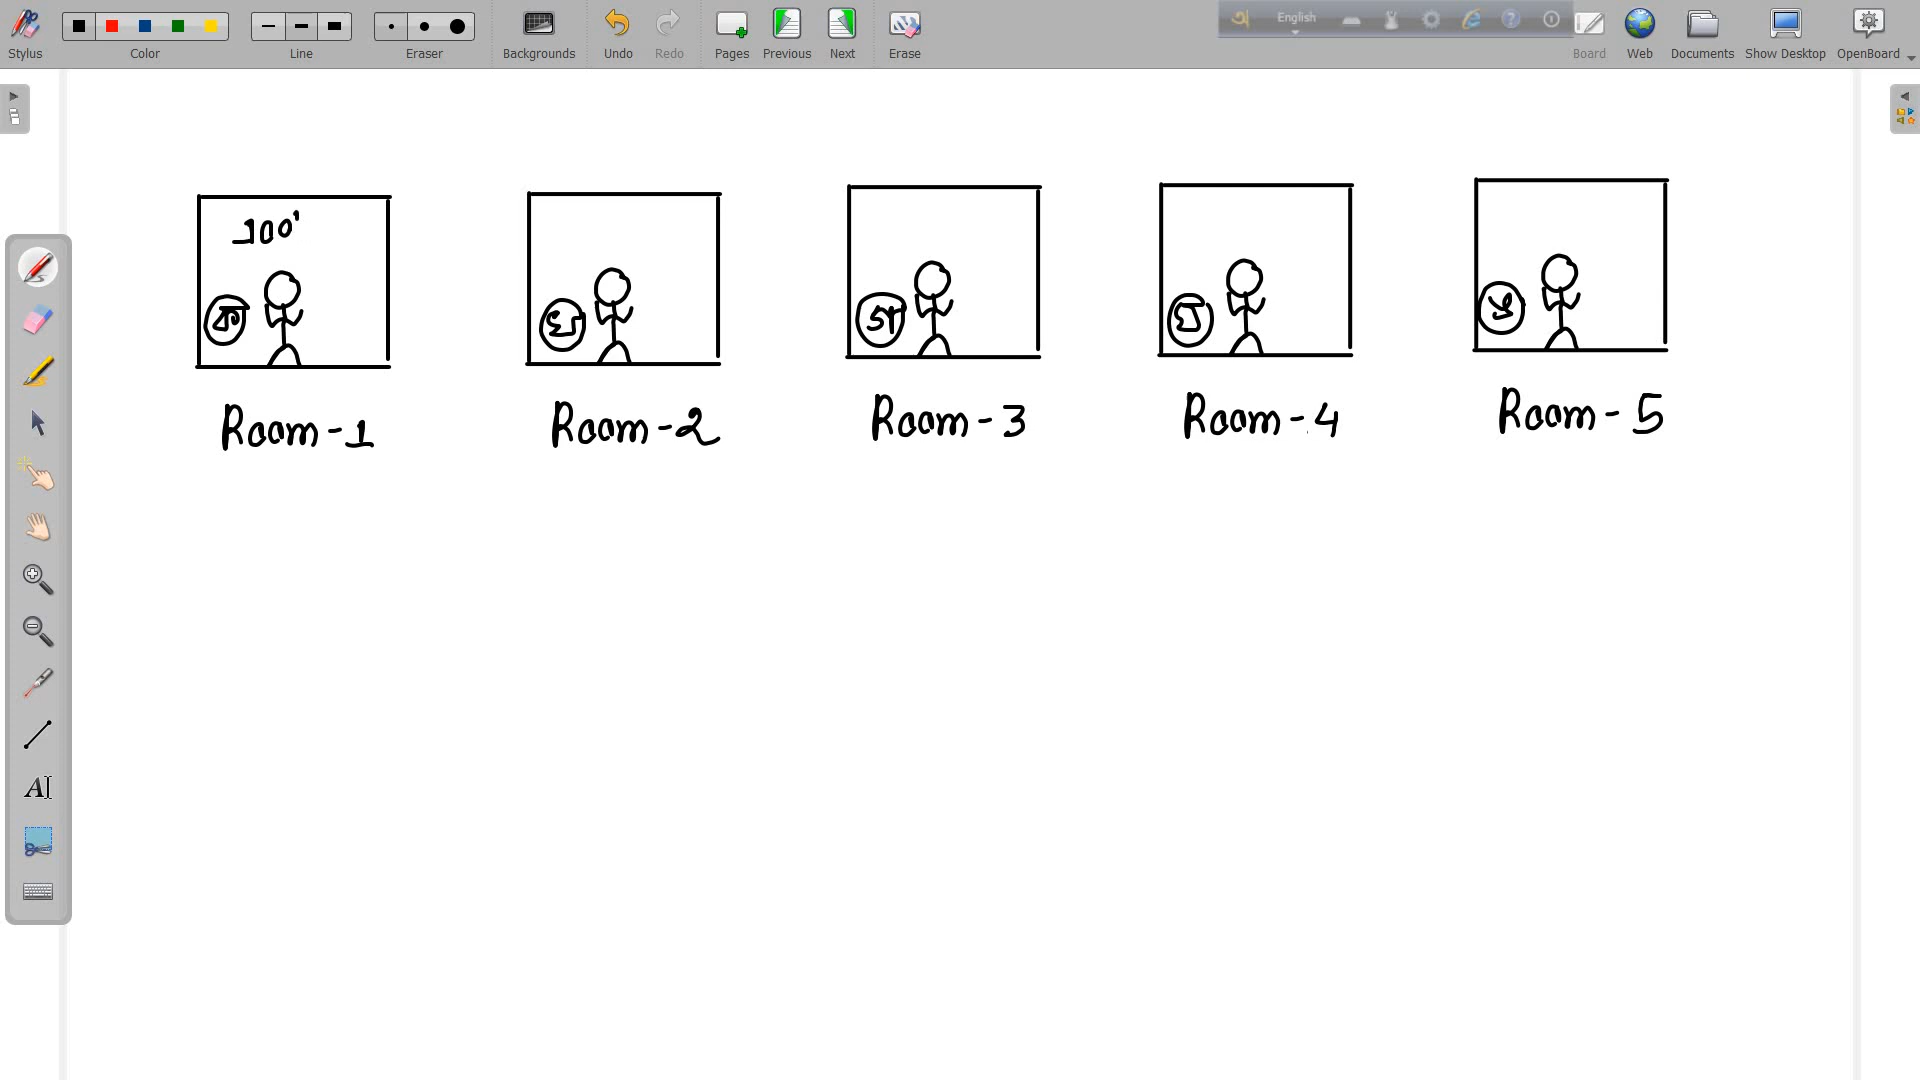 Stylus Color Line Eraser Backgrounds Undo Redo Pages Previous Next Erase English Board Web Documents Show Desktop OpenBoard
100'
ক খ গ ঘ ঙ
Room-1 Room-2 Room-3 Room-4 Room-5